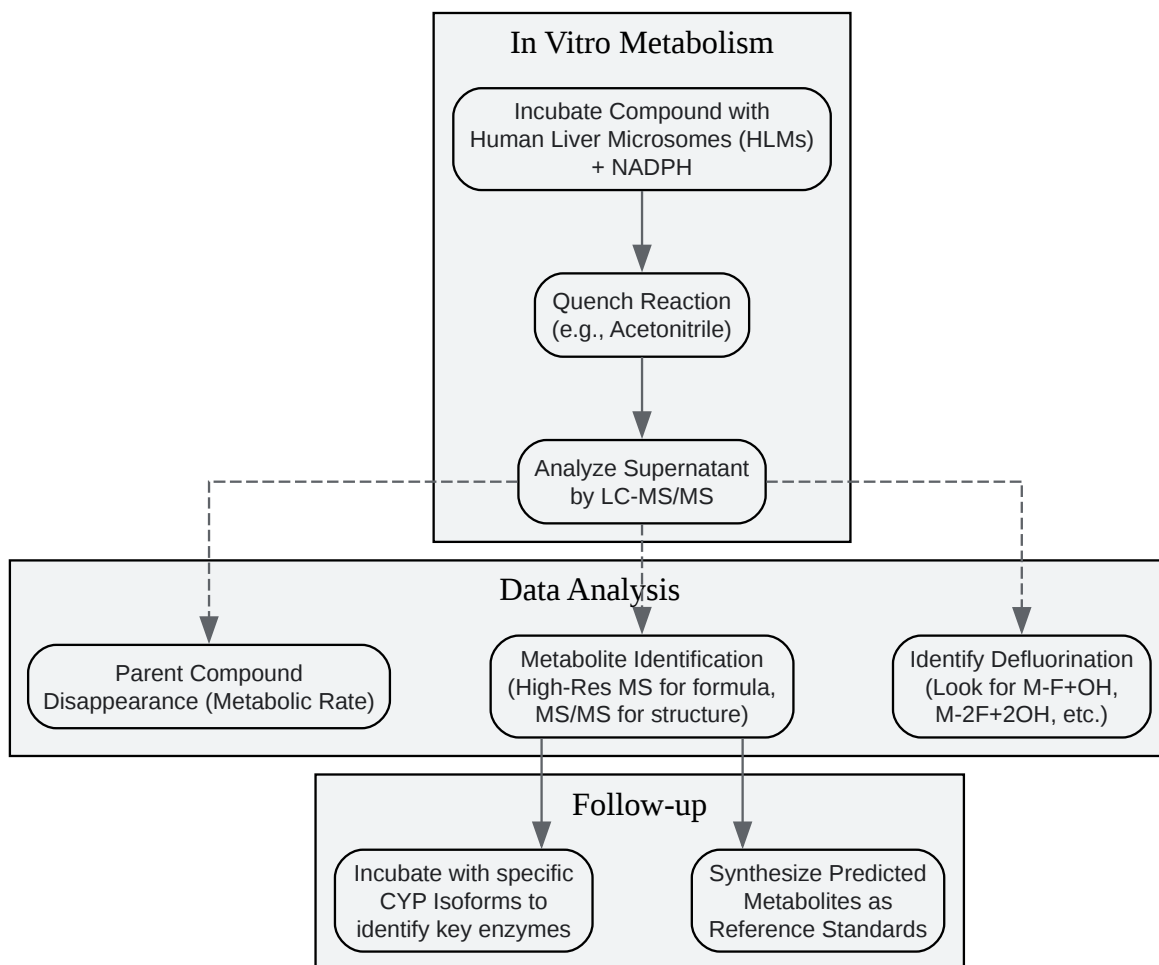 In Vitro Metabolism
Incubate Compound with
Human Liver Microsomes (HLMs)
+ NADPH
Quench Reaction
(e.g., Acetonitrile)
Analyze Supernatant
by LC-MS/MS
Data Analysis
Parent Compound
Disappearance (Metabolic Rate)
Metabolite Identification
(High-Res MS for formula,
MS/MS for structure)
Identify Defluorination
(Look for M-F+OH,
M-2F+2OH, etc.)
Follow-up
Incubate with specific
CYP Isoforms to
identify key enzymes
Synthesize Predicted
Metabolites as
Reference Standards